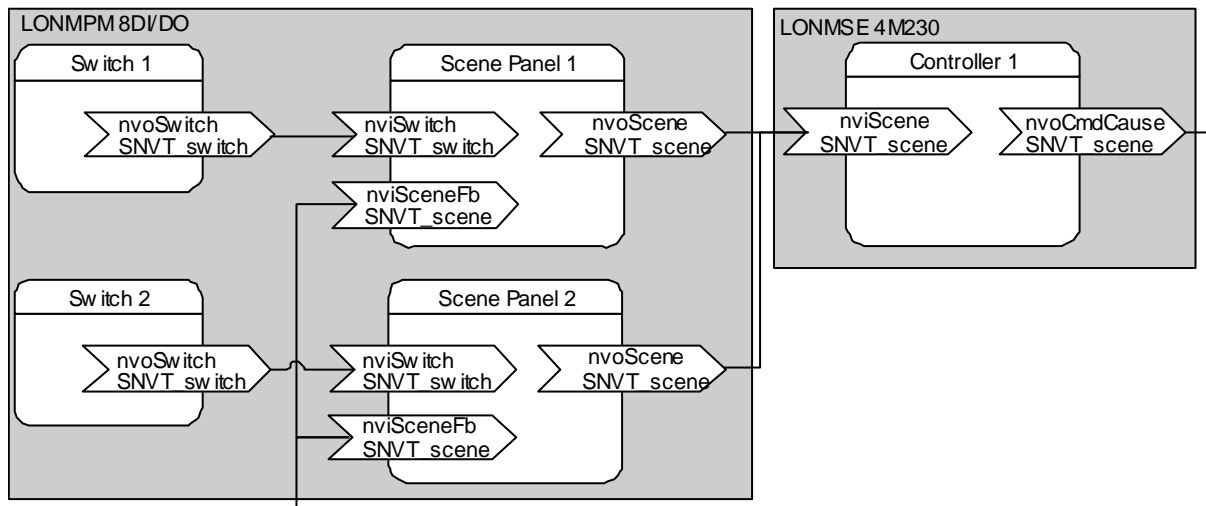 LONMPM 8DI/DO
Switch 1
nvoSwitch
SNVT_switch
Scene Panel 1
nviSwitch
SNVT_switch
nvoScene
SNVT_scene
nviSceneFb
SNVT_scene
Switch 2
nvoSwitch
SNVT_switch
Scene Panel 2
nviSwitch
SNVT_switch
nvoScene
SNVT_scene
nviSceneFb
SNVT_scene
LONMSE 4M230
Controller 1
nviScene
SNVT_scene
nvoCmdCause
SNVT_scene